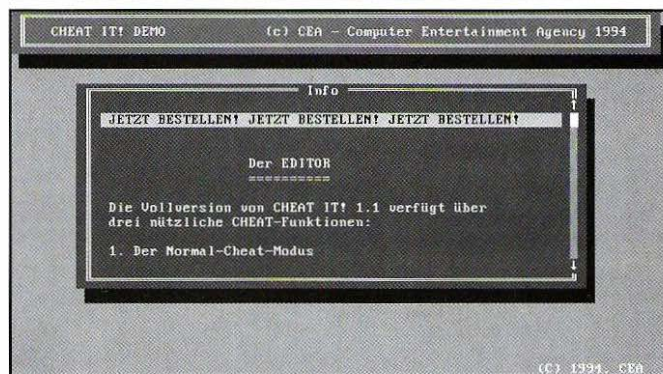 CHEAT IT! DEMO (c) CEA - Computer Entertainment Agency 1994
Info
JETZT BESTELLEN! JETZT BESTELLEN! JETZT BESTELLEN!
Der EDITOR
==========
Die Vollversion von CHEAT IT! 1.1 verfügt über
drei nützliche CHEAT-Funktionen:
1. Der Normal-Cheat-Modus
(C) 1994, CEA